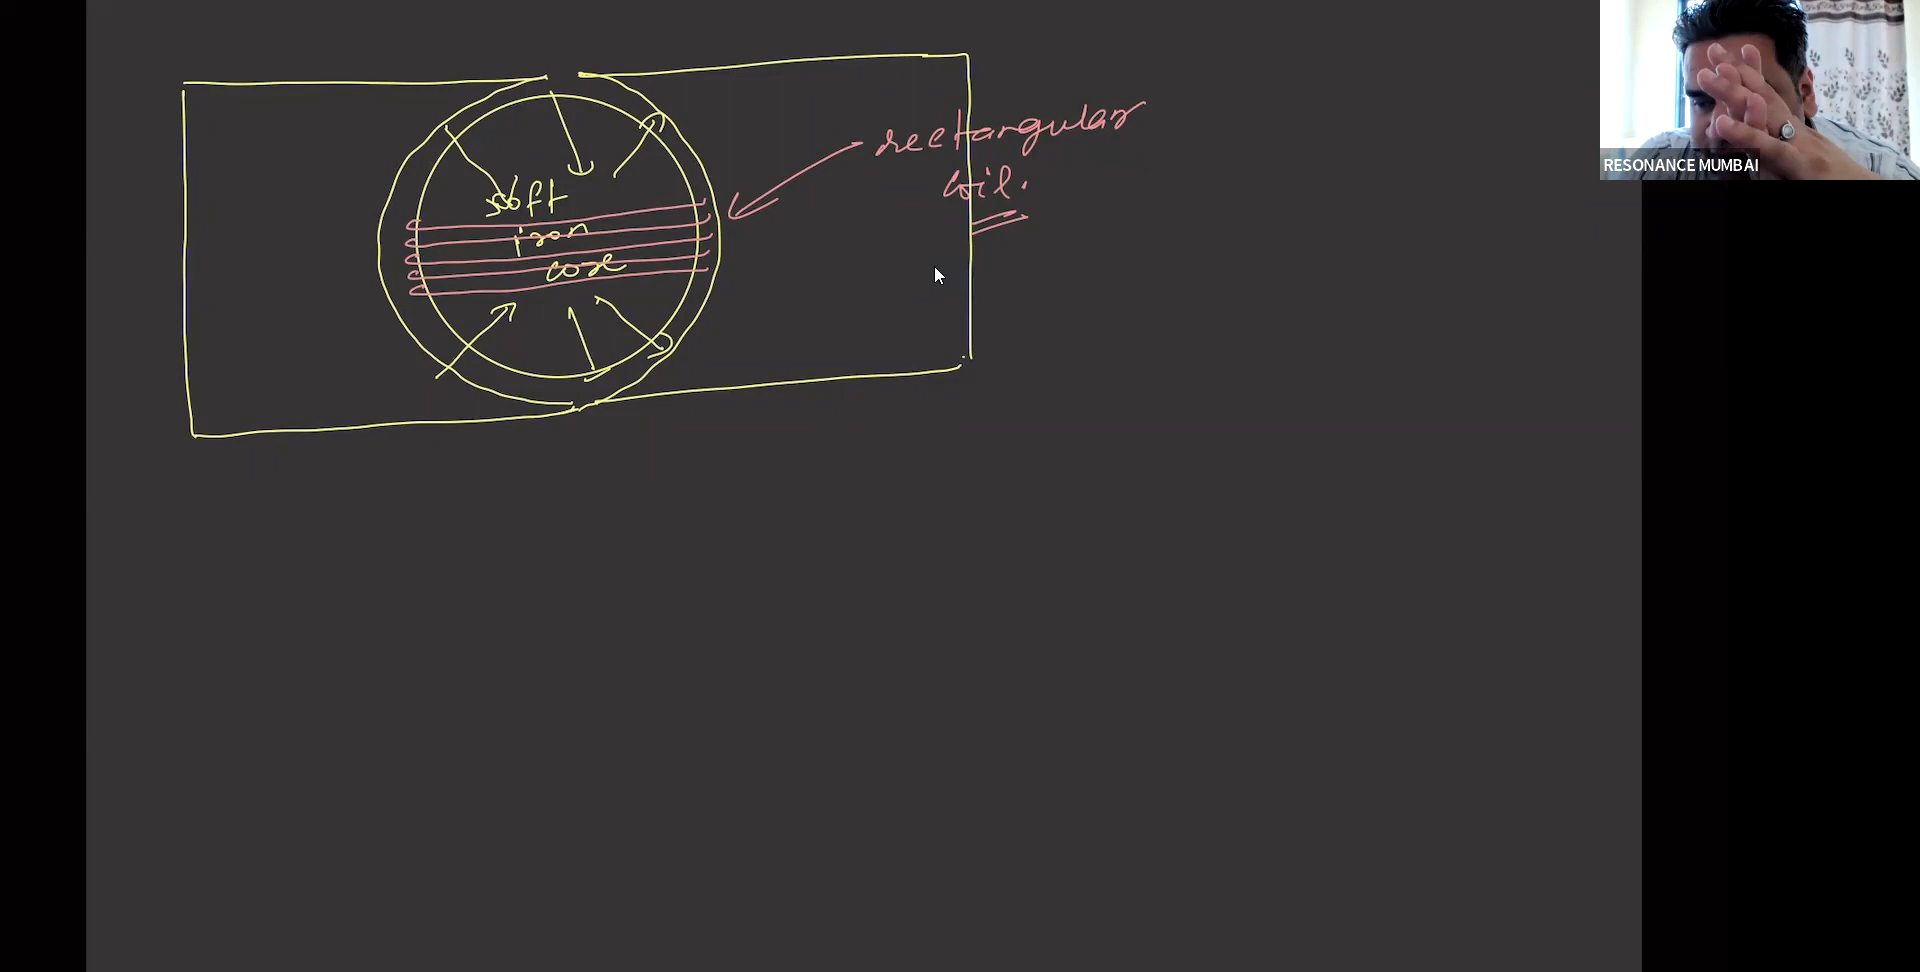 rectangular
coil.
soft
iron
core
RESONANCE MUMBAI